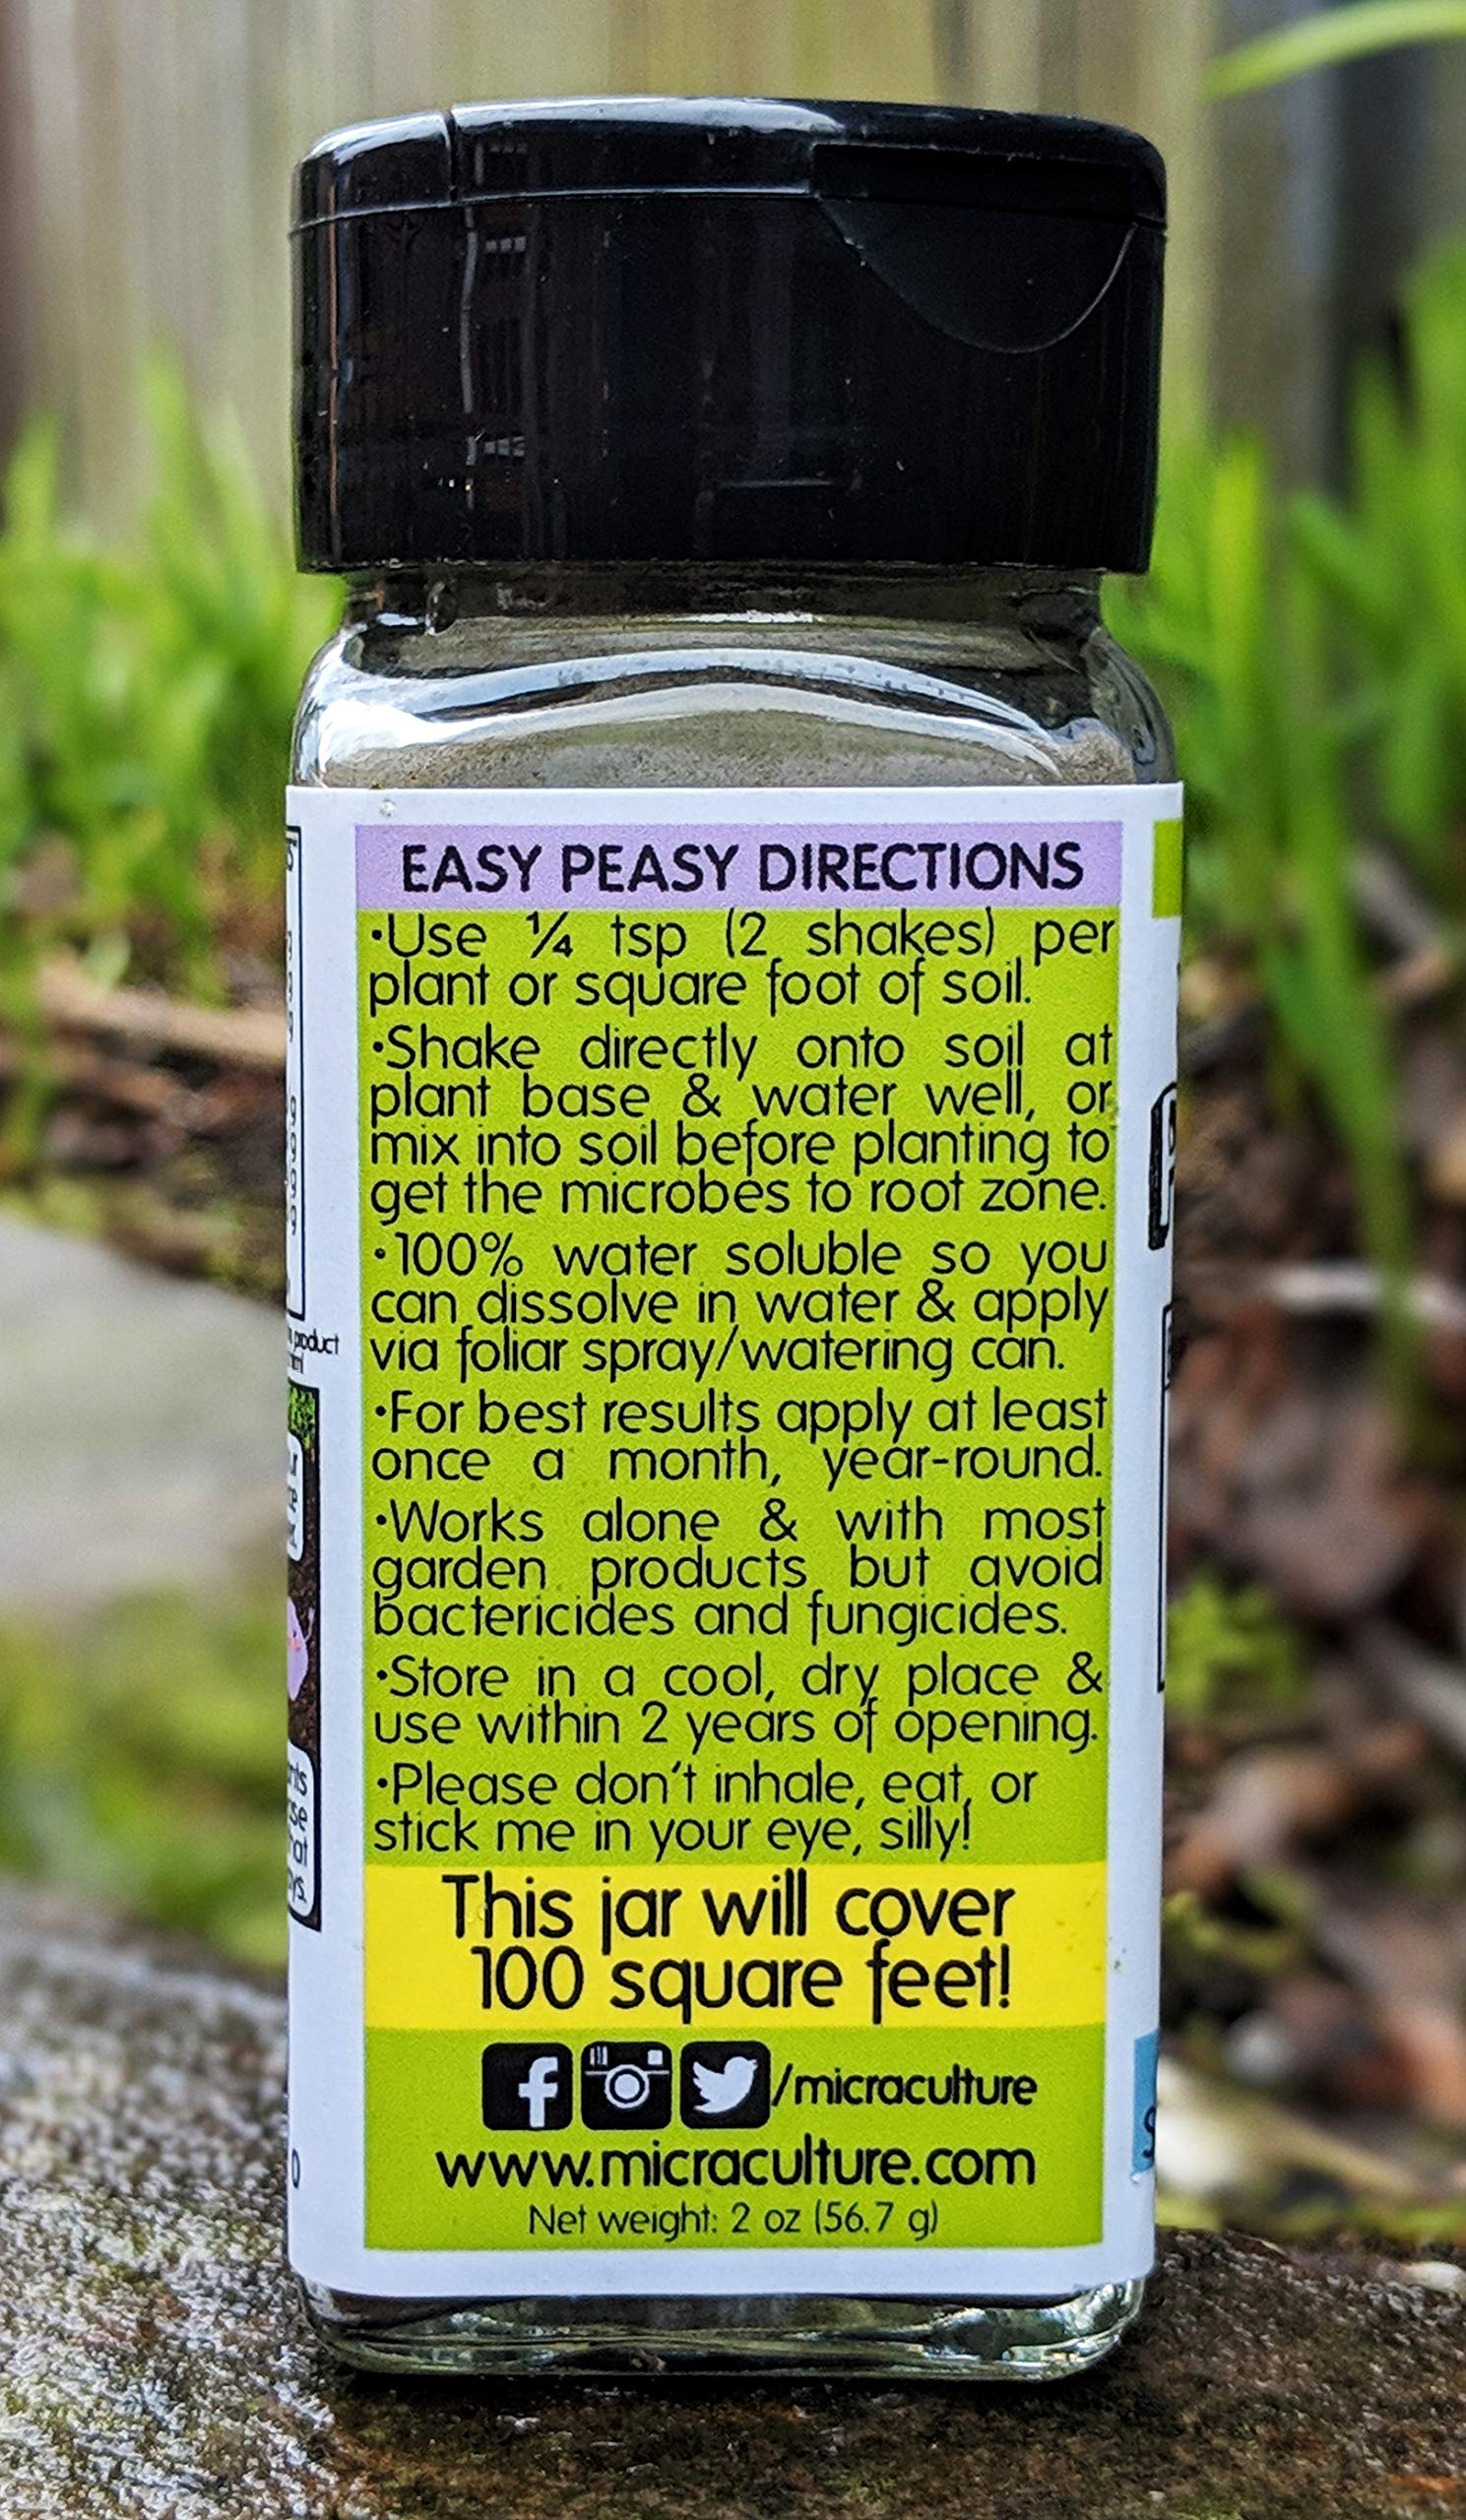 EASY PEASY DIRECTIONS
•Use ¼ tsp (2 shakes) per
plant or square foot of soil.
•Shake directly onto soil at
plant base & water well, or
mix into soil before planting to
get the microbes to root zone.
•100% water soluble so you
can dissolve in water & apply
via foliar spray/watering can.
•For best results apply at least
once a month, year-round.
•Works alone & with most
garden products but avoid
bactericides and fungicides.
•Store in a cool, dry place &
use within 2 years of opening.
•Please don't inhale, eat, or
stick me in your eye, silly!
This jar will cover
100 square feet!
/micraculture
www.micraculture.com
Net weight: 2 oz (56.7 g)
product